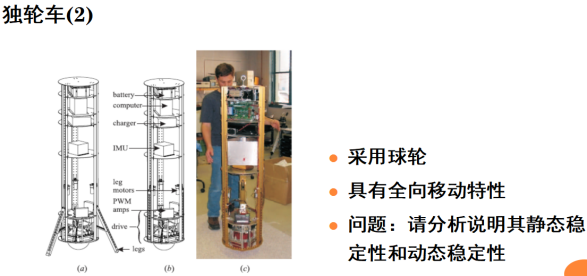 独轮车(2)
battery
computer
charger
IMU
leg
motors
PWM
amps
drive
legs
(a)
(b)
(c)
采用球轮
具有全向移动特性
问题：请分析说明其静态稳
定性和动态稳定性